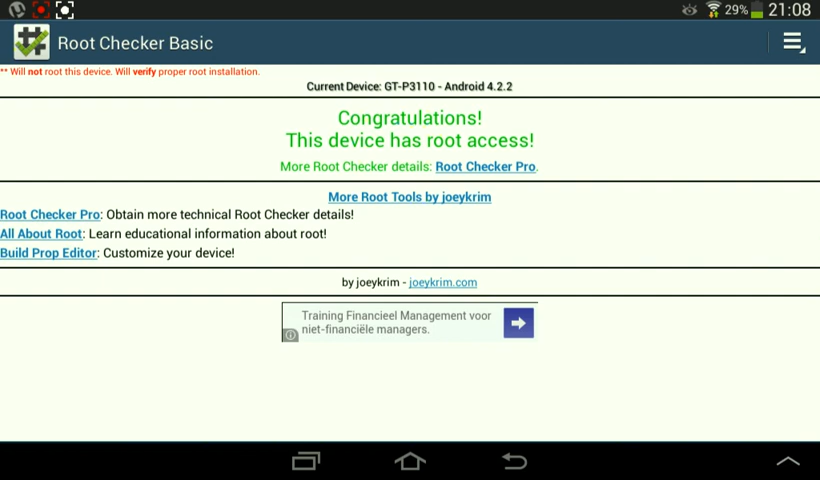 29% 21:08
Root Checker Basic
** Will not root this device. Will verify proper root installation.
Current Device: GT-P3110 - Android 4.2.2
Congratulations!
This device has root access!
More Root Checker details: Root Checker Pro.
More Root Tools by joeykrim
Root Checker Pro: Obtain more technical Root Checker details!
All About Root: Learn educational information about root!
Build Prop Editor: Customize your device!
by joeykrim - joeykrim.com
Training Financieel Management voor
niet-financiële managers.